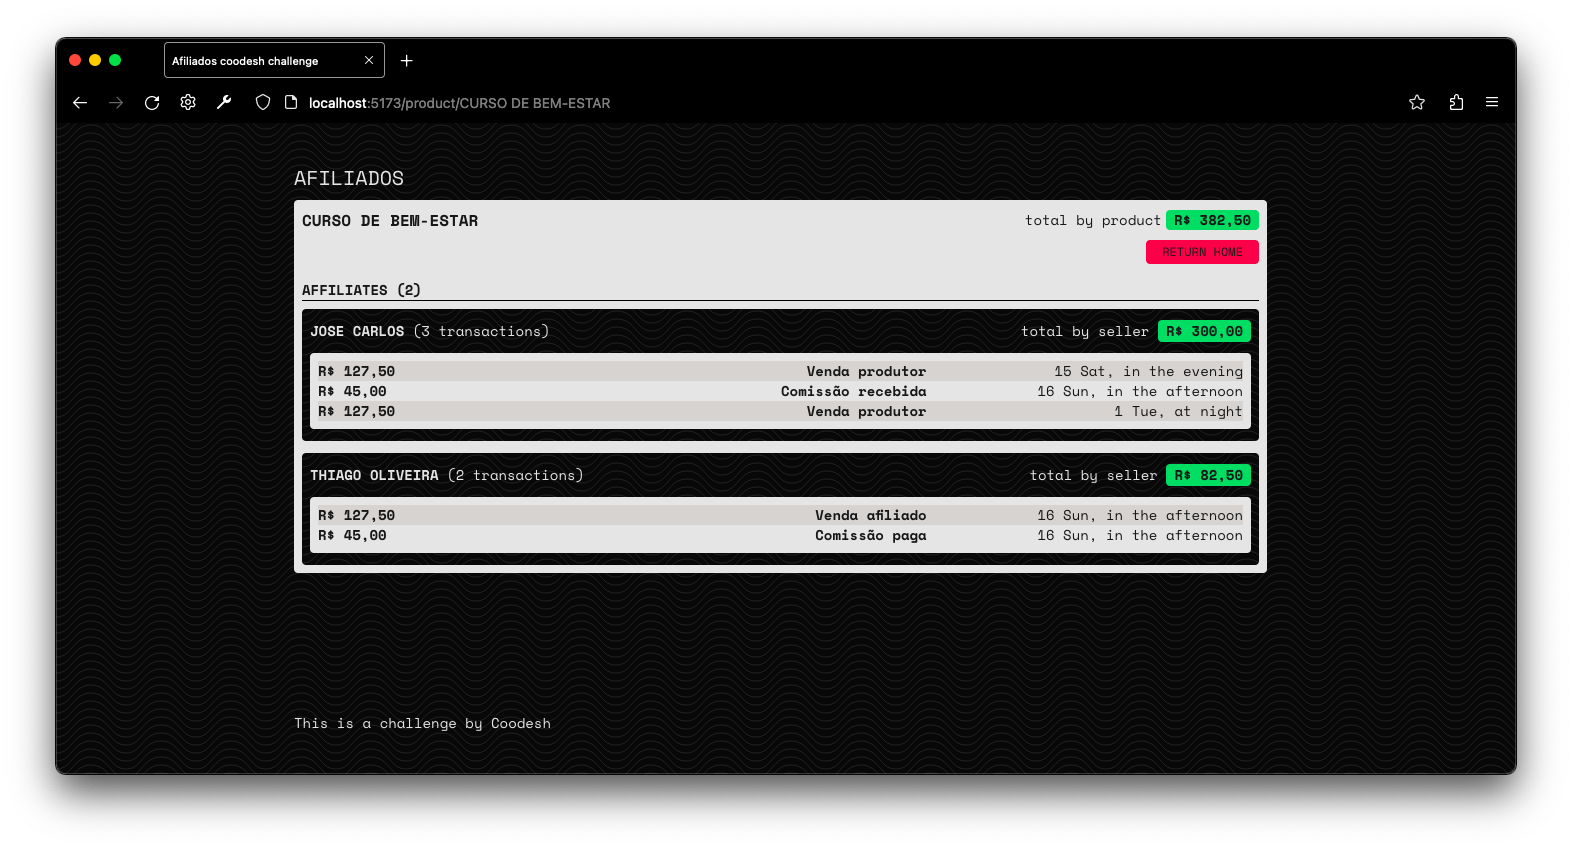 Afiliados coodesh challenge
localhost:5173/product/CURSO DE BEM-ESTAR
AFILIADOS
CURSO DE BEM-ESTAR total by product R$ 382,50
RETURN HOME
AFFILIATES (2)
JOSE CARLOS (3 transactions) total by seller R$ 300,00
R$ 127,50 Venda produtor 15 Sat, in the evening
R$ 45,00 Comissão recebida 16 Sun, in the afternoon
R$ 127,50 Venda produtor 1 Tue, at night
THIAGO OLIVEIRA (2 transactions) total by seller R$ 82,50
R$ 127,50 Venda afiliado 16 Sun, in the afternoon
R$ 45,00 Comissão paga 16 Sun, in the afternoon
This is a challenge by Coodesh